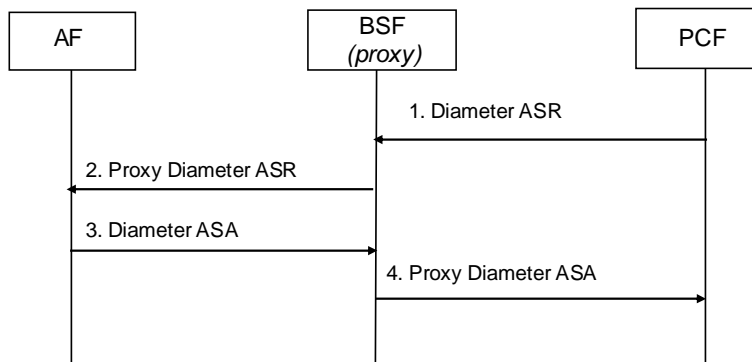 AF
BSF
(proxy)
PCF
1. Diameter ASR
2. Proxy Diameter ASR
3. Diameter ASA
4. Proxy Diameter ASA